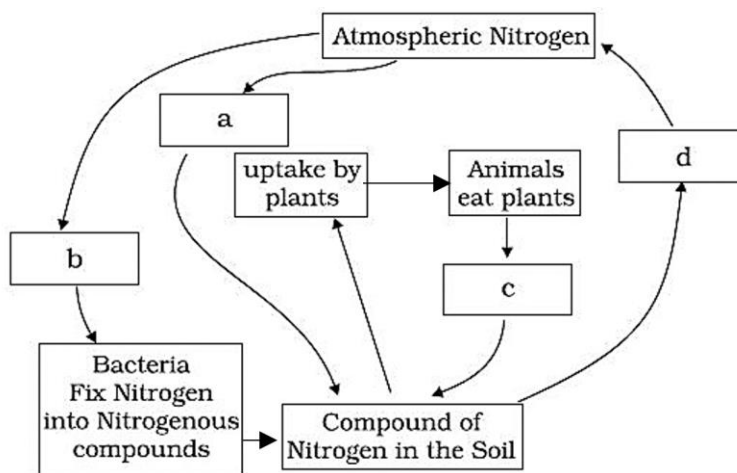 Atmospheric Nitrogen
a
d
uptake by
plants
Animals
eat plants
b
c
Bacteria
Fix Nitrogen
into Nitrogenous
compounds
Compound of
Nitrogen in the Soil